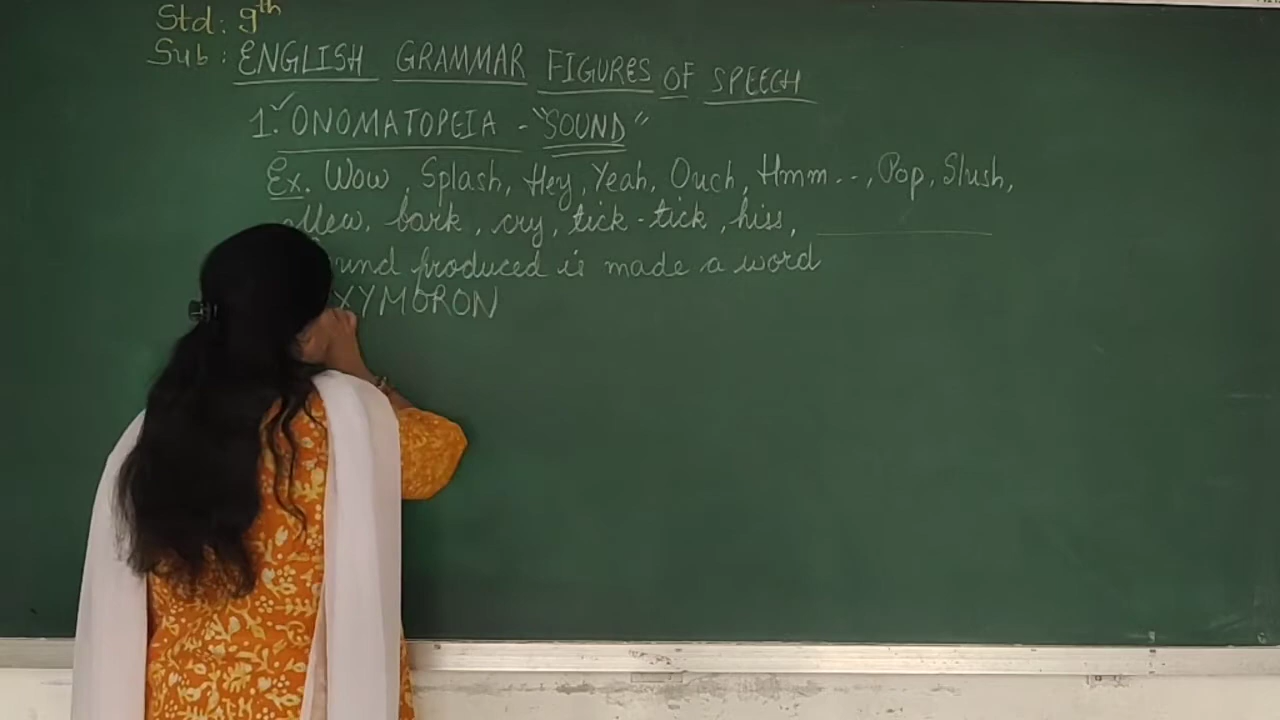 Std: 9th
Sub: ENGLISH GRAMMAR FIGURES OF SPEECH
1. ONOMATOPEIA - "SOUND"
Ex. Wow, Splash, Hey, Yeah, Ouch, Hmm..., Pop, Slush,
Mew, bark, cry, tick-tick, hiss,
produced is made a word
XYMORON